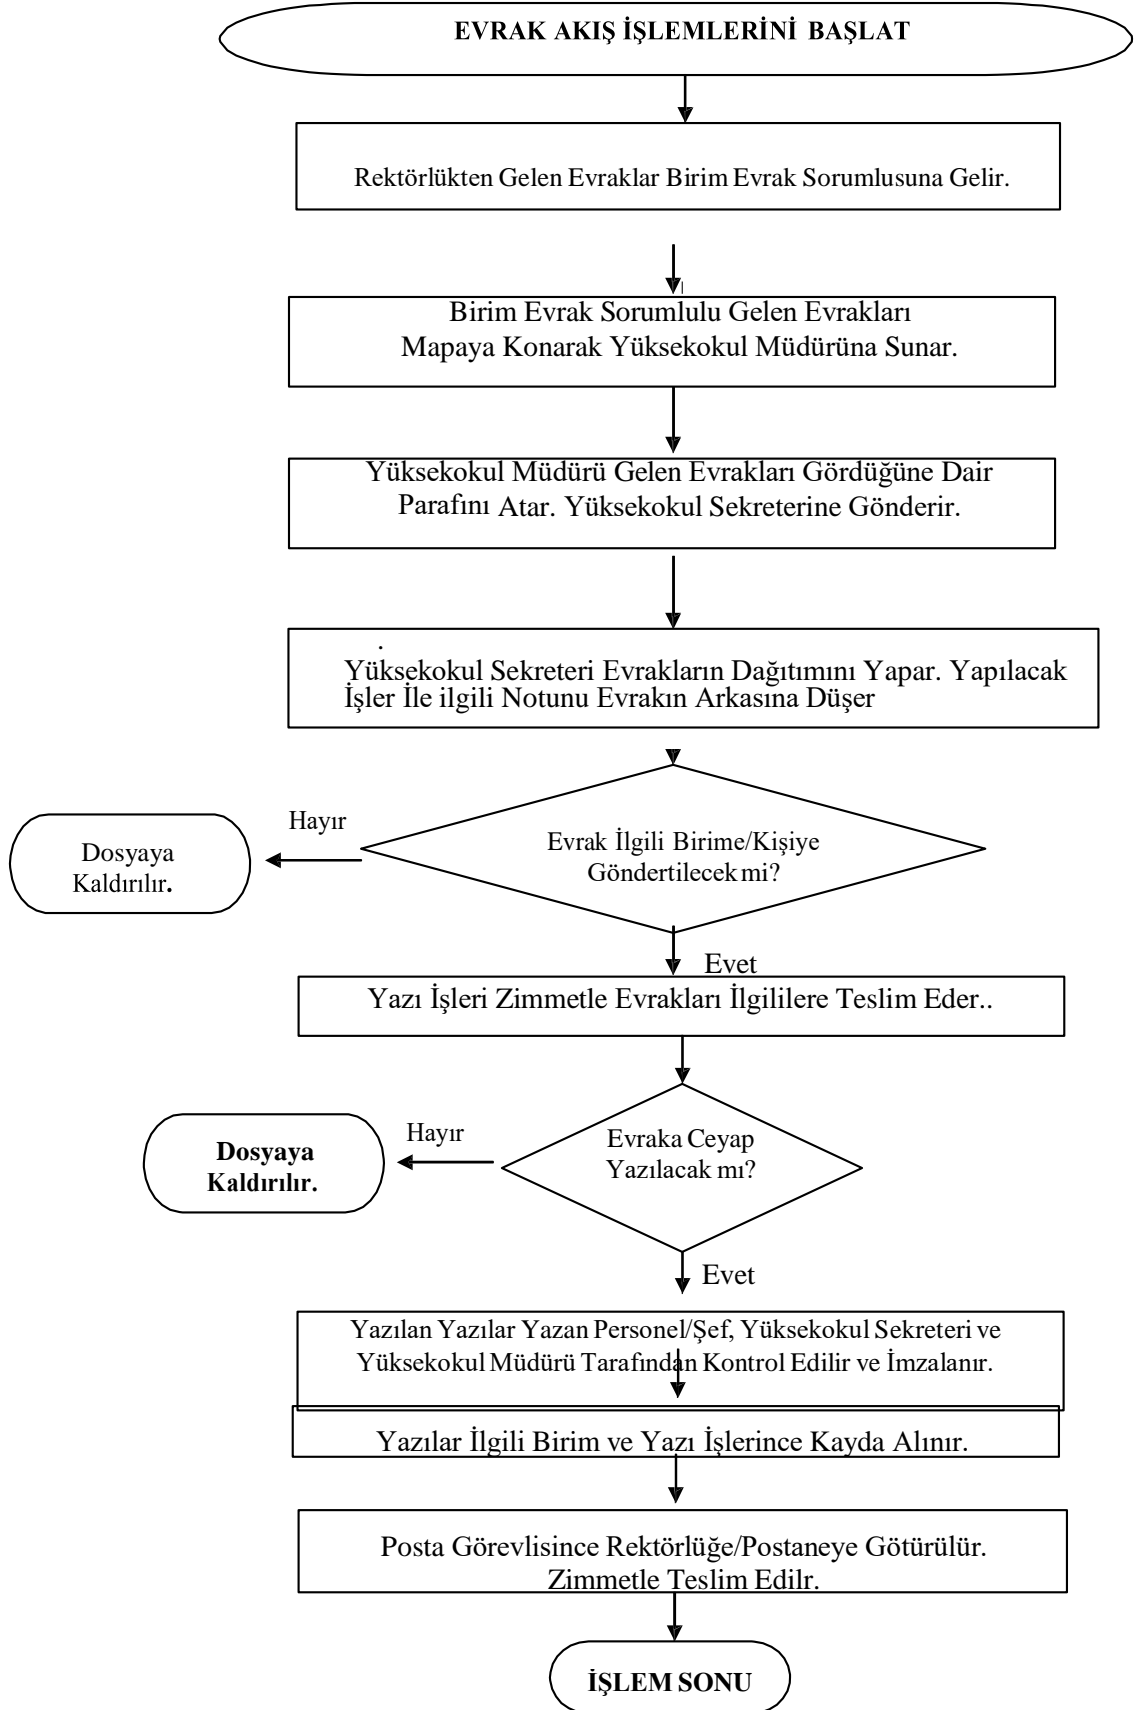 EVRAK AKIŞ İŞLEMLERİNİ BAŞLAT
Rektörlükten Gelen Evraklar Birim Evrak Sorumlusuna Gelir.
Birim Evrak Sorumlulu Gelen Evrakları
Mapaya Konarak Yüksekokul Müdürüna Sunar.
Yüksekokul Müdürü Gelen Evrakları Gördüğüne Dair
Parafını Atar. Yüksekokul Sekreterine Gönderir.
.
Yüksekokul Sekreteri Evrakların Dağıtımını Yapar. Yapılacak
İşler İle ilgili Notunu Evrakın Arkasına Düşer
Hayır
Dosyaya
Kaldırılır.
Evrak İlgili Birime/Kişiye
Göndertilecek mi?
Evet
Yazı İşleri Zimmetle Evrakları İlgililere Teslim Eder..
Hayır
Dosyaya
Kaldırılır.
Evraka Ceyap
Yazılacak mı?
Evet
Yazılan Yazılar Yazan Personel/Şef, Yüksekokul Sekreteri ve
Yüksekokul Müdürü Tarafından Kontrol Edilir ve İmzalanır.
Yazılar İlgili Birim ve Yazı İşlerince Kayda Alınır.
Posta Görevlisince Rektörlüğe/Postaneye Götürülür.
Zimmetle Teslim Edilr.
İŞLEM SONU